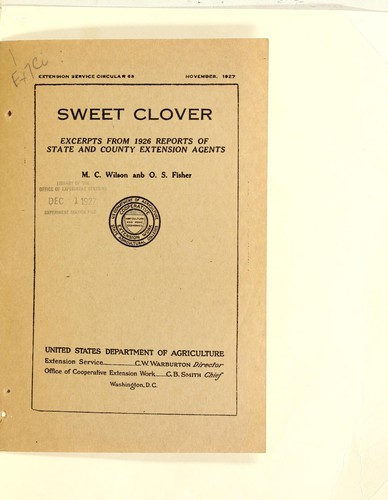 EXTENSION SERVICE CIRCULAR 55 NOVEMBER, 1927
SWEET CLOVER
EXCERPTS FROM 1926 REPORTS OF
STATE AND COUNTY EXTENSION AGENTS
M. C. Wilson anb O. S. Fisher
DEC
UNITED STATES DEPARTMENT OF AGRICULTURE
Extension Service C.W. WARBURTON Director
Office of Cooperative Extension Work C.B. SMITH Chief
Washington, D.C.